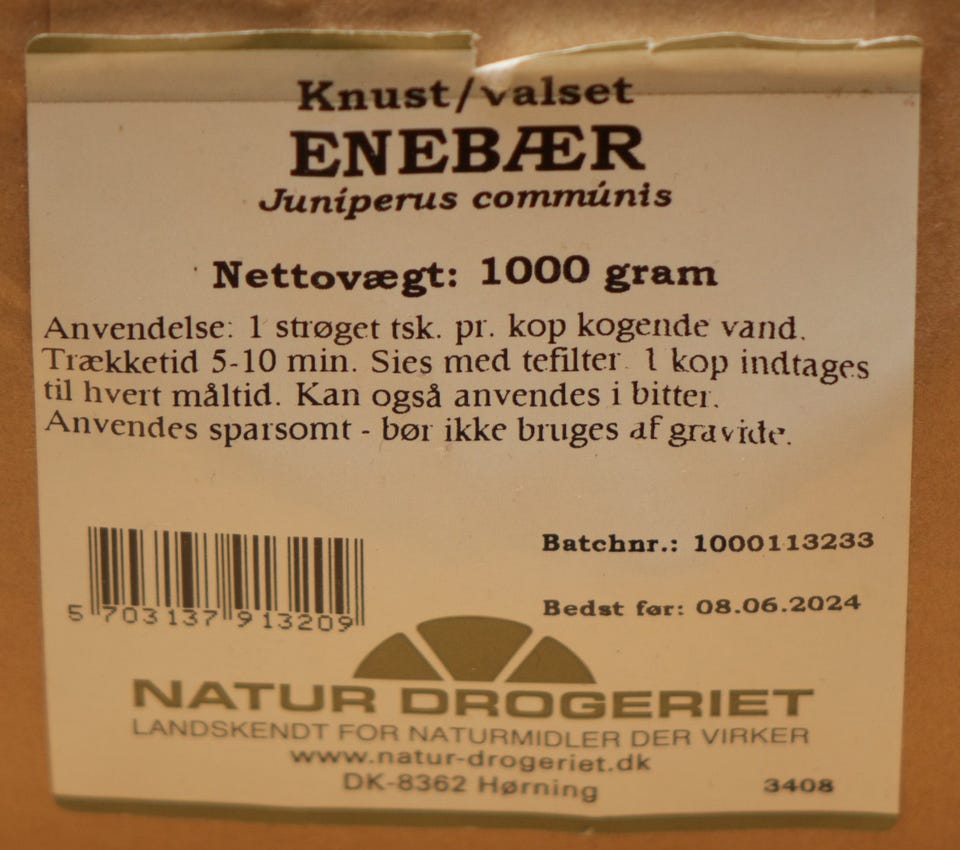 Knust/valset
ENEBÆR
Juníperus commúnis
Nettovægt: 1000 gram
Anvendelse: 1 strøget tsk. pr. kop kogende vand.
Trækketid 5-10 min. Sies med tefilter. 1 kop indtages
til hvert måltid. Kan også anvendes i bitter.
Anvendes sparsomt - bør ikke bruges af gravide.
Batchnr.: 1000113233
Bedst før: 08.06.2024
5 703137 913209
NATUR DROGERIET
LANDSKENDT FOR NATURMIDLER DER VIRKER
www.natur-drogeriet.dk
DK-8362 Hørning
3408